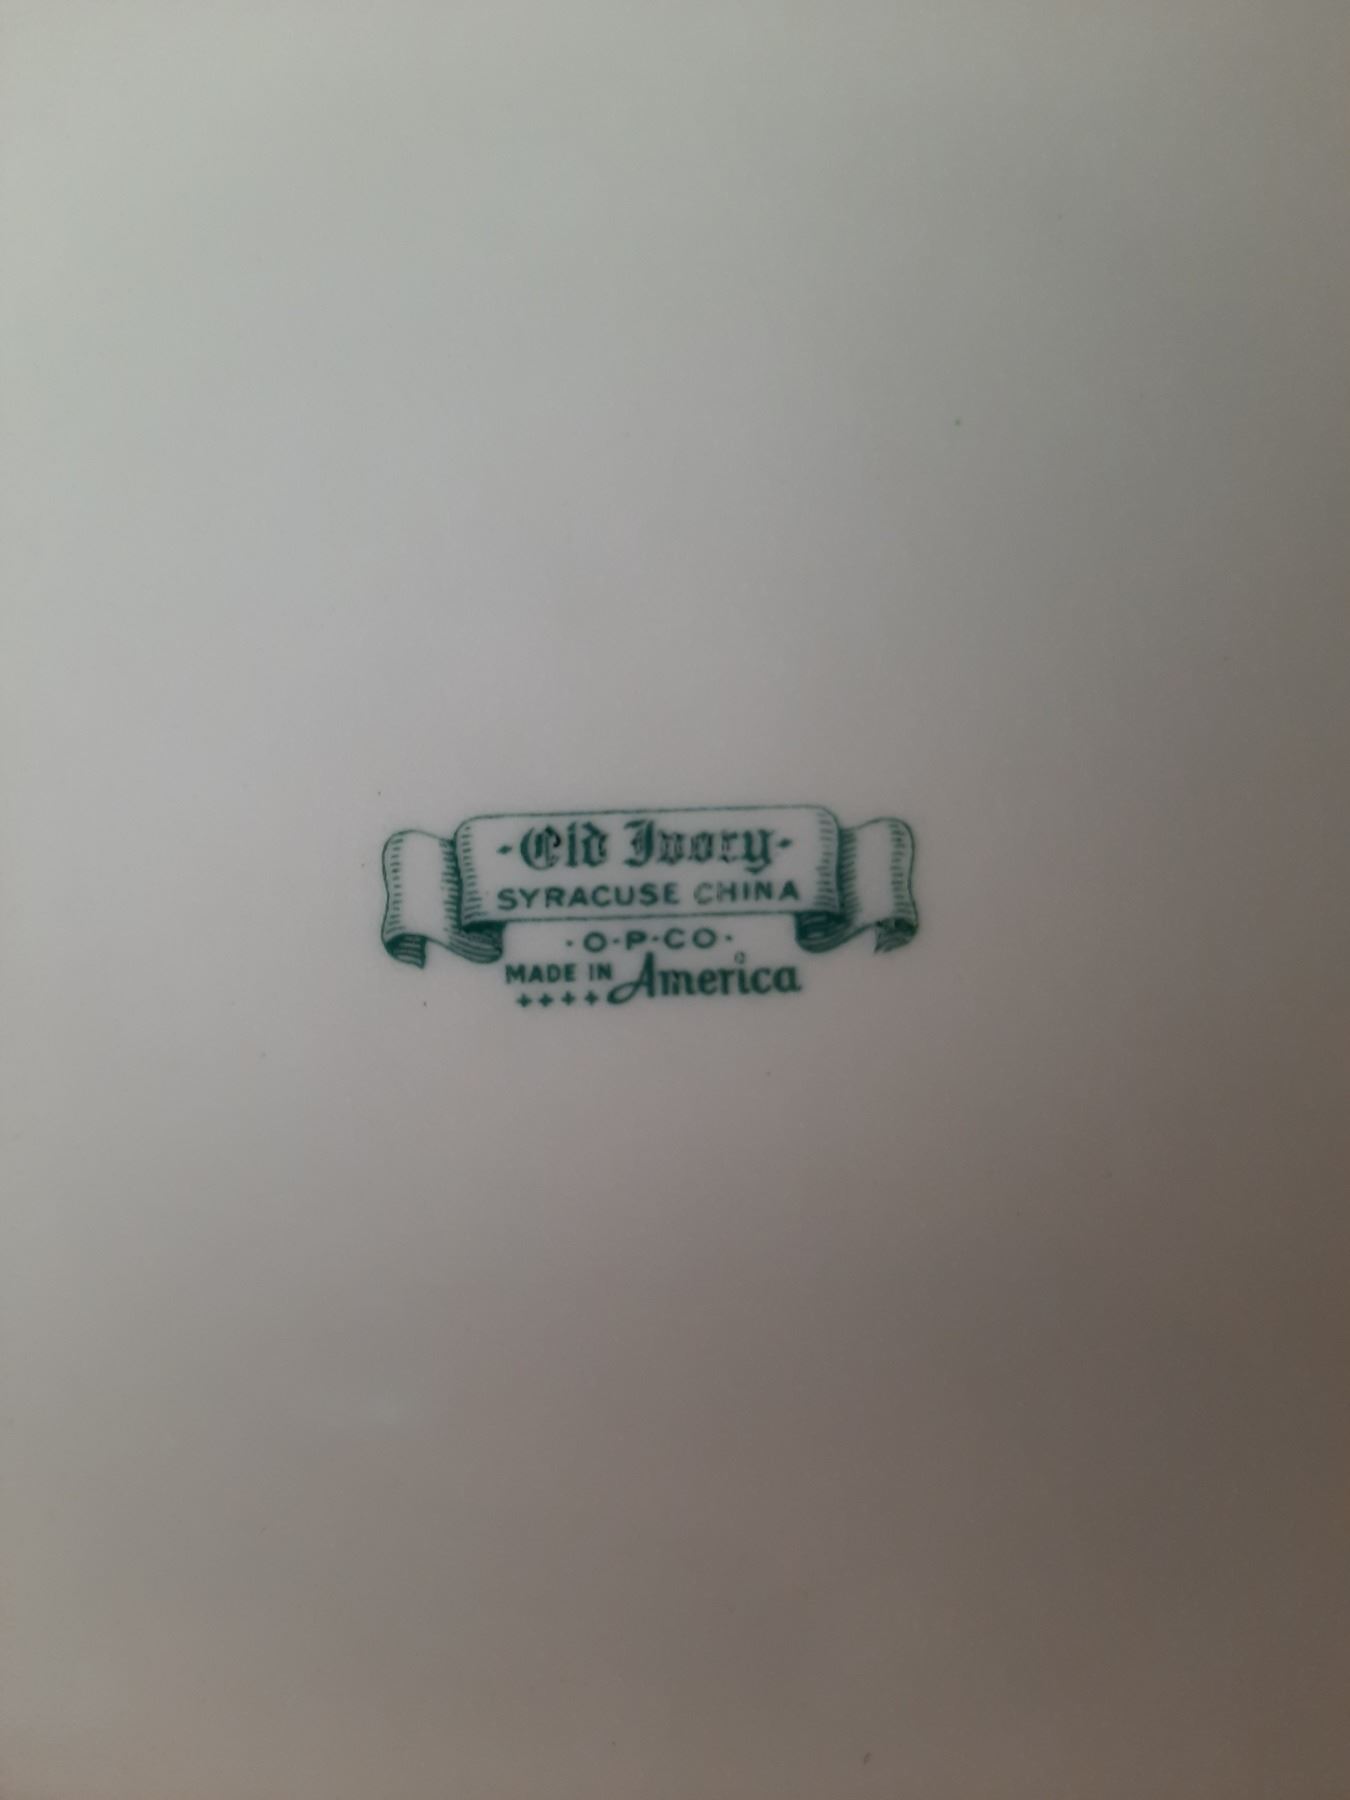 ·Old Ivory·
SYRACUSE CHINA
·O·P·CO·
MADE IN America
++++